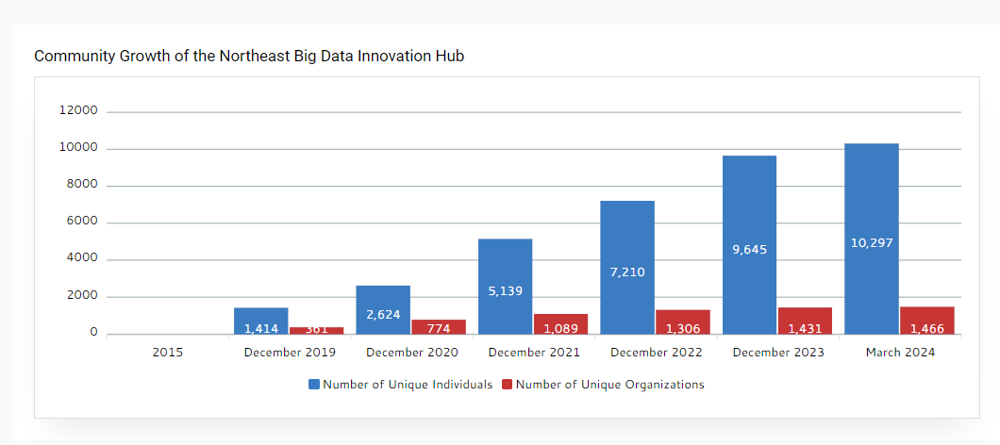 Community Growth of the Northeast Big Data Innovation Hub
12000
10000
8000
6000
4000
2000
0
1,414
361
2,624
774
5,139
1,089
7,210
1,306
9,645
1,431
10,297
1,466
2015
December 2019
December 2020
December 2021
December 2022
December 2023
March 2024
Number of Unique Individuals
Number of Unique Organizations